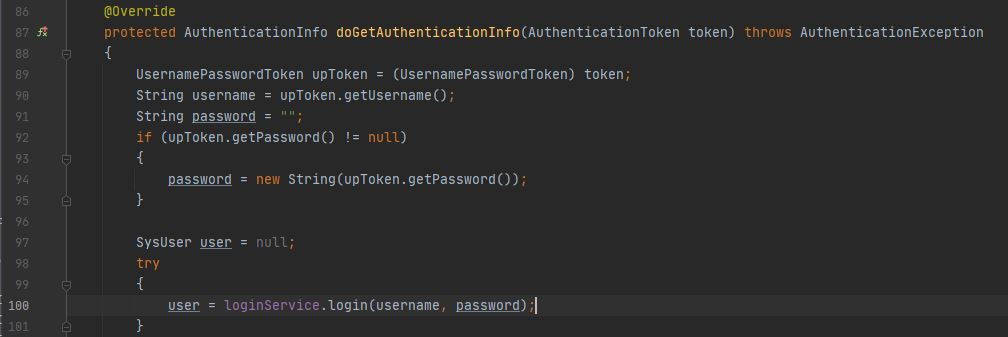 86 @Override
87 protected AuthenticationInfo doGetAuthenticationInfo(AuthenticationToken token) throws AuthenticationException
88 {
89 UsernamePasswordToken upToken = (UsernamePasswordToken) token;
90 String username = upToken.getUsername();
91 String password = "";
92 if (upToken.getPassword() != null)
93 {
94 password = new String(upToken.getPassword());
95 }
96
97 SysUser user = null;
98 try
99 {
100 user = loginService.login(username, password);
101 }